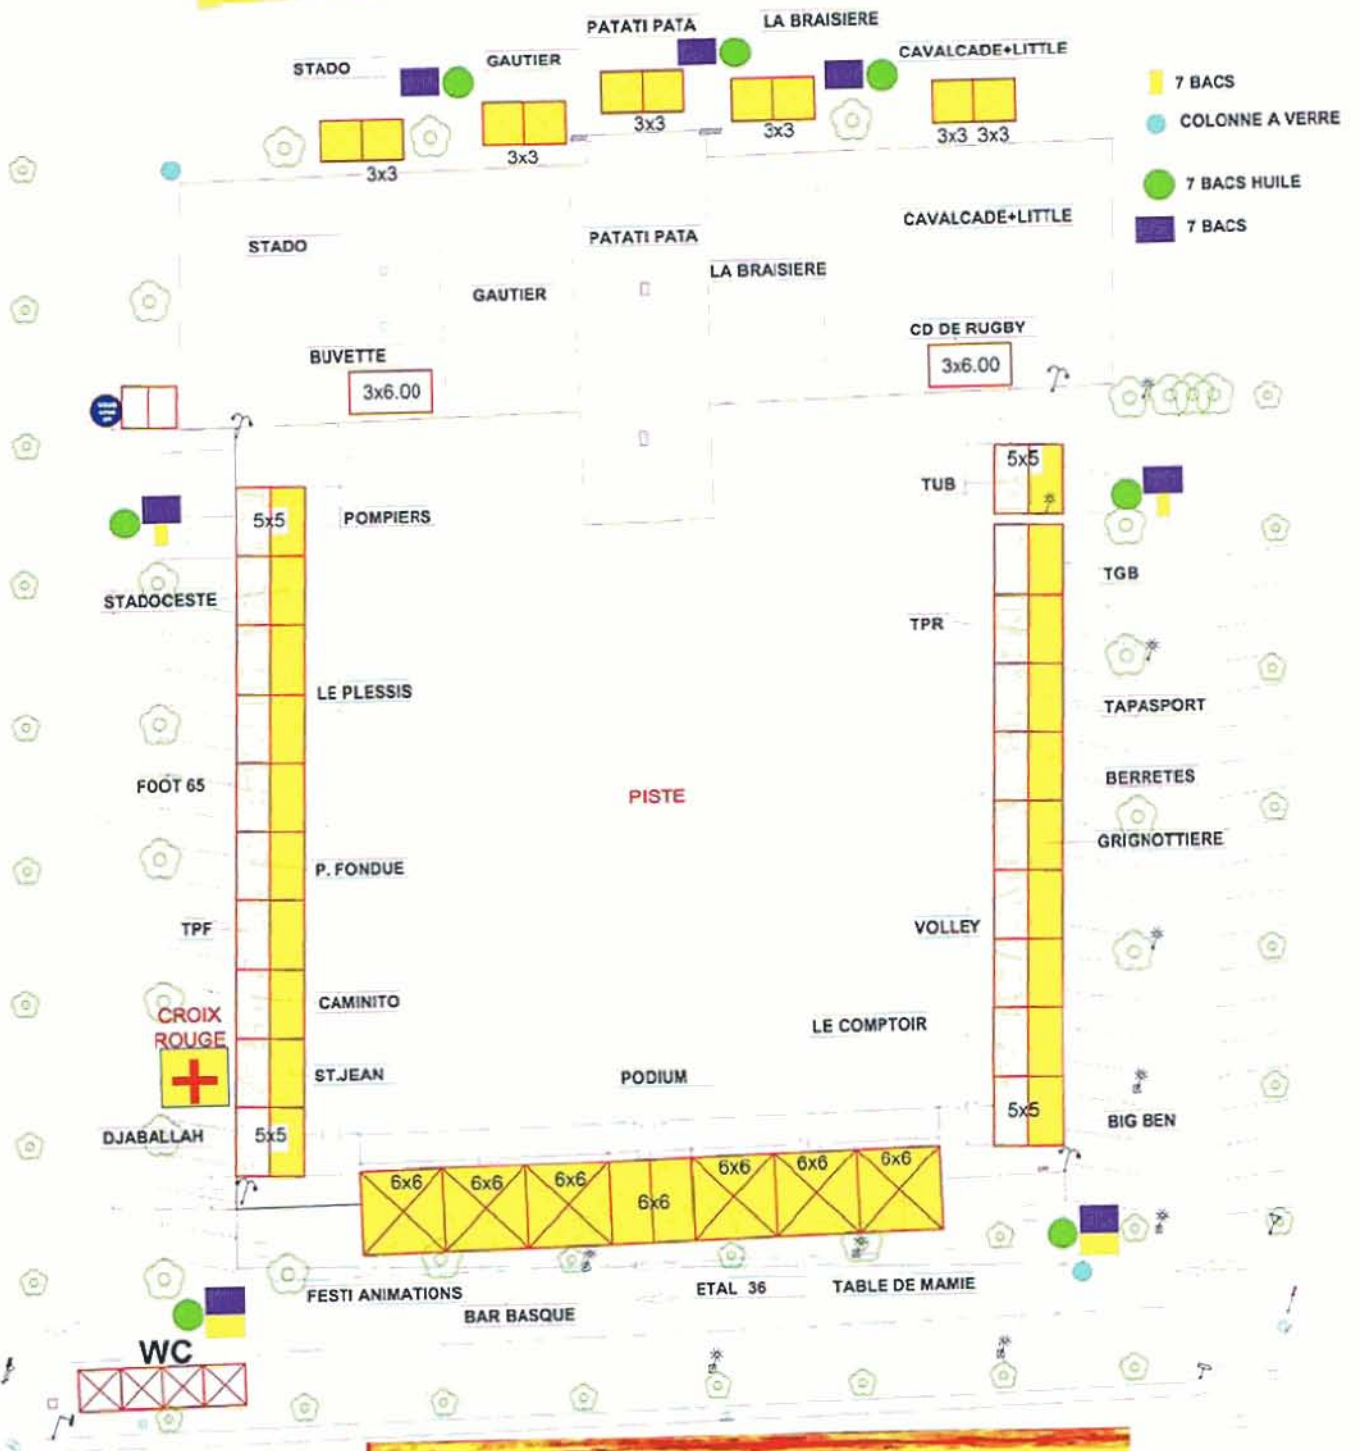 PATATI PATA
LA BRAISIERE
STADO
GAUTIER
CAVALCADE+LITTLE
7 BACS
COLONNE A VERRE
7 BACS HUILE
7 BACS
3x3
3x3
3x3
3x3
3x3 3x3
STADO
GAUTIER
PATATI PATA
LA BRAISIERE
CAVALCADE+LITTLE
BUVETTE
3x6.00
CD DE RUGBY
3x6.00
5x5
POMPIERS
STADOCESTE
LE PLESSIS
FOOT 65
P. FONDUE
TPF
CAMINITO
CROIX
ROUGE
ST.JEAN
DJABALLAH
5x5
PISTE
5x5
TUB
TGB
TPR
TAPASPORT
BERRETES
GRIGNOTTIERE
VOLLEY
LE COMPTOIR
5x5
BIG BEN
PODIUM
6x6
6x6
6x6
6x6
6x6
6x6
6x6
FESTI ANIMATIONS
BAR BASQUE
ETAL 36
TABLE DE MAMIE
WC